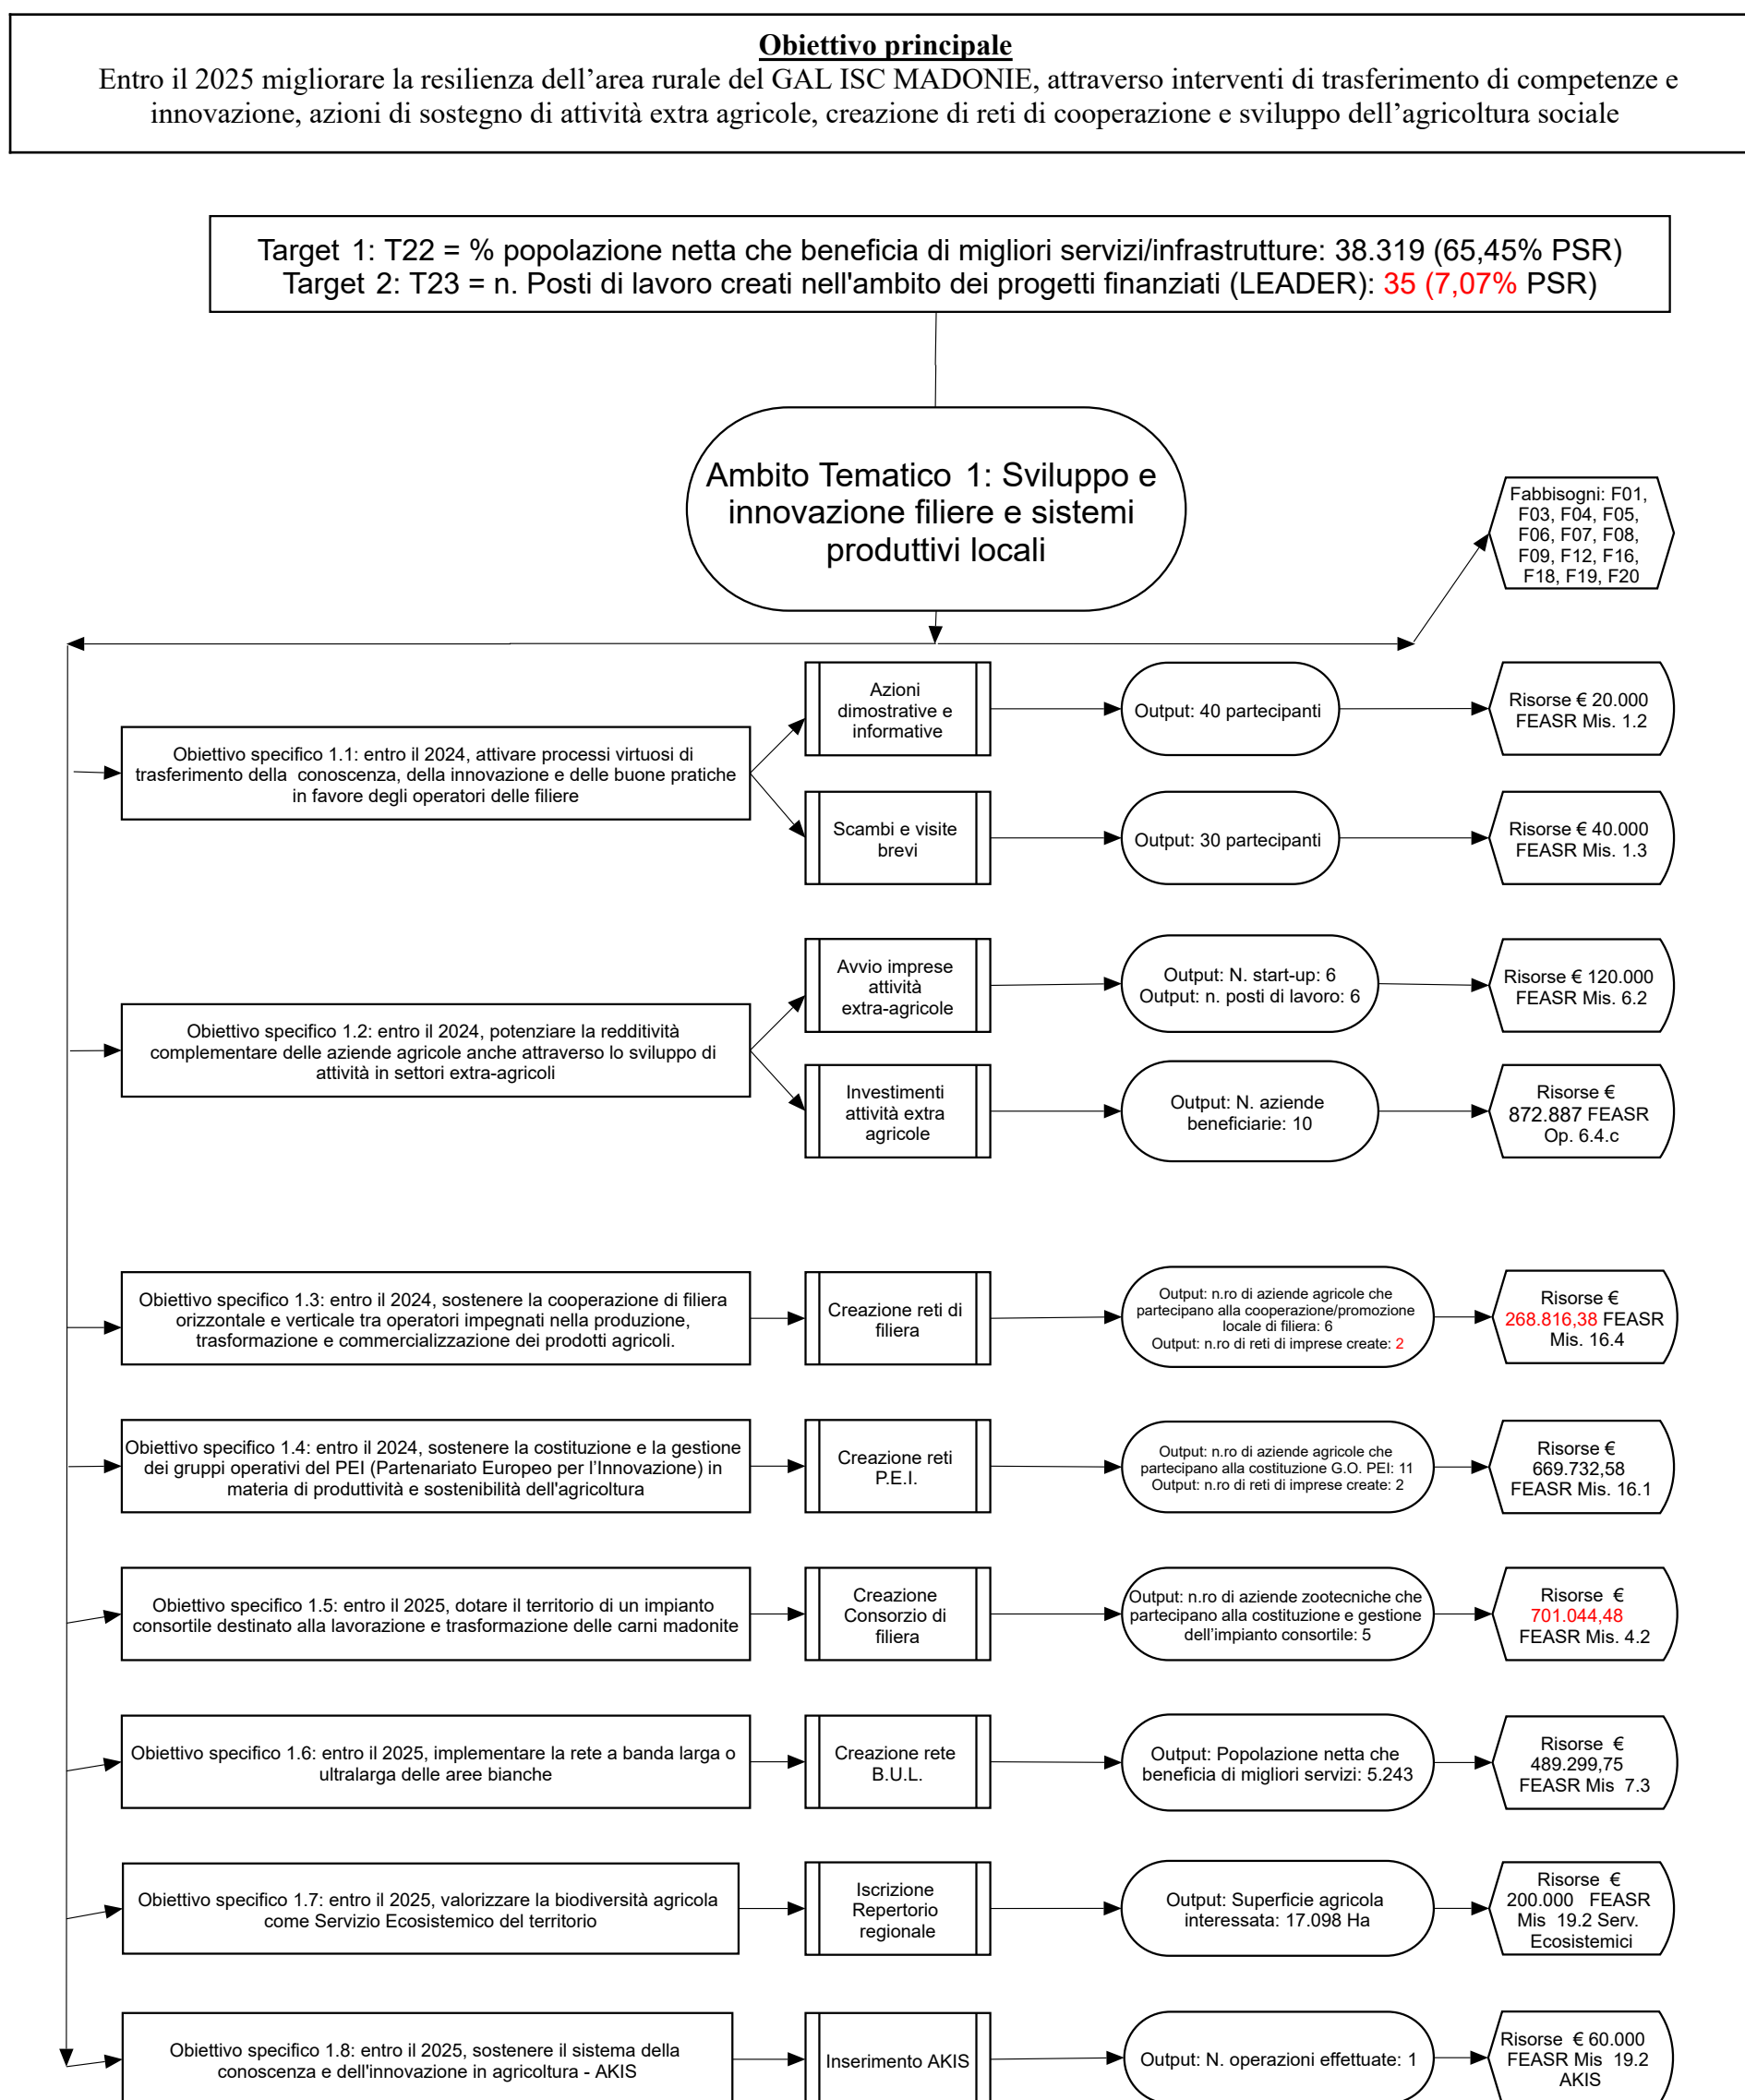 Obiettivo principale
Entro il 2025 migliorare la resilienza dell’area rurale del GAL ISC MADONIE, attraverso interventi di trasferimento di competenze e
innovazione, azioni di sostegno di attività extra agricole, creazione di reti di cooperazione e sviluppo dell’agricoltura sociale
Target 1: T22 = % popolazione netta che beneficia di migliori servizi/infrastrutture: 38.319 (65,45% PSR)
Target 2: T23 = n. Posti di lavoro creati nell'ambito dei progetti finanziati (LEADER): 35 (7,07% PSR)
Ambito Tematico 1: Sviluppo e
innovazione filiere e sistemi
produttivi locali
Fabbisogni: F01,
F03, F04, F05,
F06, F07, F08,
F09, F12, F16,
F18, F19, F20
Obiettivo specifico 1.1: entro il 2024, attivare processi virtuosi di
trasferimento della conoscenza, della innovazione e delle buone pratiche
in favore degli operatori delle filiere
Azioni
dimostrative e
informative
Output: 40 partecipanti
Risorse € 20.000
FEASR Mis. 1.2
Scambi e visite
brevi
Output: 30 partecipanti
Risorse € 40.000
FEASR Mis. 1.3
Obiettivo specifico 1.2: entro il 2024, potenziare la redditività
complementare delle aziende agricole anche attraverso lo sviluppo di
attività in settori extra-agricoli
Avvio imprese
attività
extra-agricole
Output: N. start-up: 6
Output: n. posti di lavoro: 6
Risorse € 120.000
FEASR Mis. 6.2
Investimenti
attività extra
agricole
Output: N. aziende
beneficiarie: 10
Risorse €
872.887 FEASR
Op. 6.4.c
Obiettivo specifico 1.3: entro il 2024, sostenere la cooperazione di filiera
orizzontale e verticale tra operatori impegnati nella produzione,
trasformazione e commercializzazione dei prodotti agricoli.
Creazione reti di
filiera
Output: n.ro di aziende agricole che
partecipano alla cooperazione/promozione
locale di filiera: 6
Output: n.ro di reti di imprese create: 2
Risorse €
268.816,38 FEASR
Mis. 16.4
Obiettivo specifico 1.4: entro il 2024, sostenere la costituzione e la gestione
dei gruppi operativi del PEI (Partenariato Europeo per l’Innovazione) in
materia di produttività e sostenibilità dell'agricoltura
Creazione reti
P.E.I.
Output: n.ro di aziende agricole che
partecipano alla costituzione G.O. PEI: 11
Output: n.ro di reti di imprese create: 2
Risorse €
669.732,58
FEASR Mis. 16.1
Obiettivo specifico 1.5: entro il 2025, dotare il territorio di un impianto
consortile destinato alla lavorazione e trasformazione delle carni madonite
Creazione
Consorzio di
filiera
Output: n.ro di aziende zootecniche che
partecipano alla costituzione e gestione
dell’impianto consortile: 5
Risorse €
701.044,48
FEASR Mis. 4.2
Obiettivo specifico 1.6: entro il 2025, implementare la rete a banda larga o
ultralarga delle aree bianche
Creazione rete
B.U.L.
Output: Popolazione netta che
beneficia di migliori servizi: 5.243
Risorse €
489.299,75
FEASR Mis 7.3
Obiettivo specifico 1.7: entro il 2025, valorizzare la biodiversità agricola
come Servizio Ecosistemico del territorio
Iscrizione
Repertorio
regionale
Output: Superficie agricola
interessata: 17.098 Ha
Risorse €
200.000 FEASR
Mis 19.2 Serv.
Ecosistemici
Obiettivo specifico 1.8: entro il 2025, sostenere il sistema della
conoscenza e dell'innovazione in agricoltura - AKIS
Inserimento AKIS
Output: N. operazioni effettuate: 1
Risorse € 60.000
FEASR Mis 19.2
AKIS